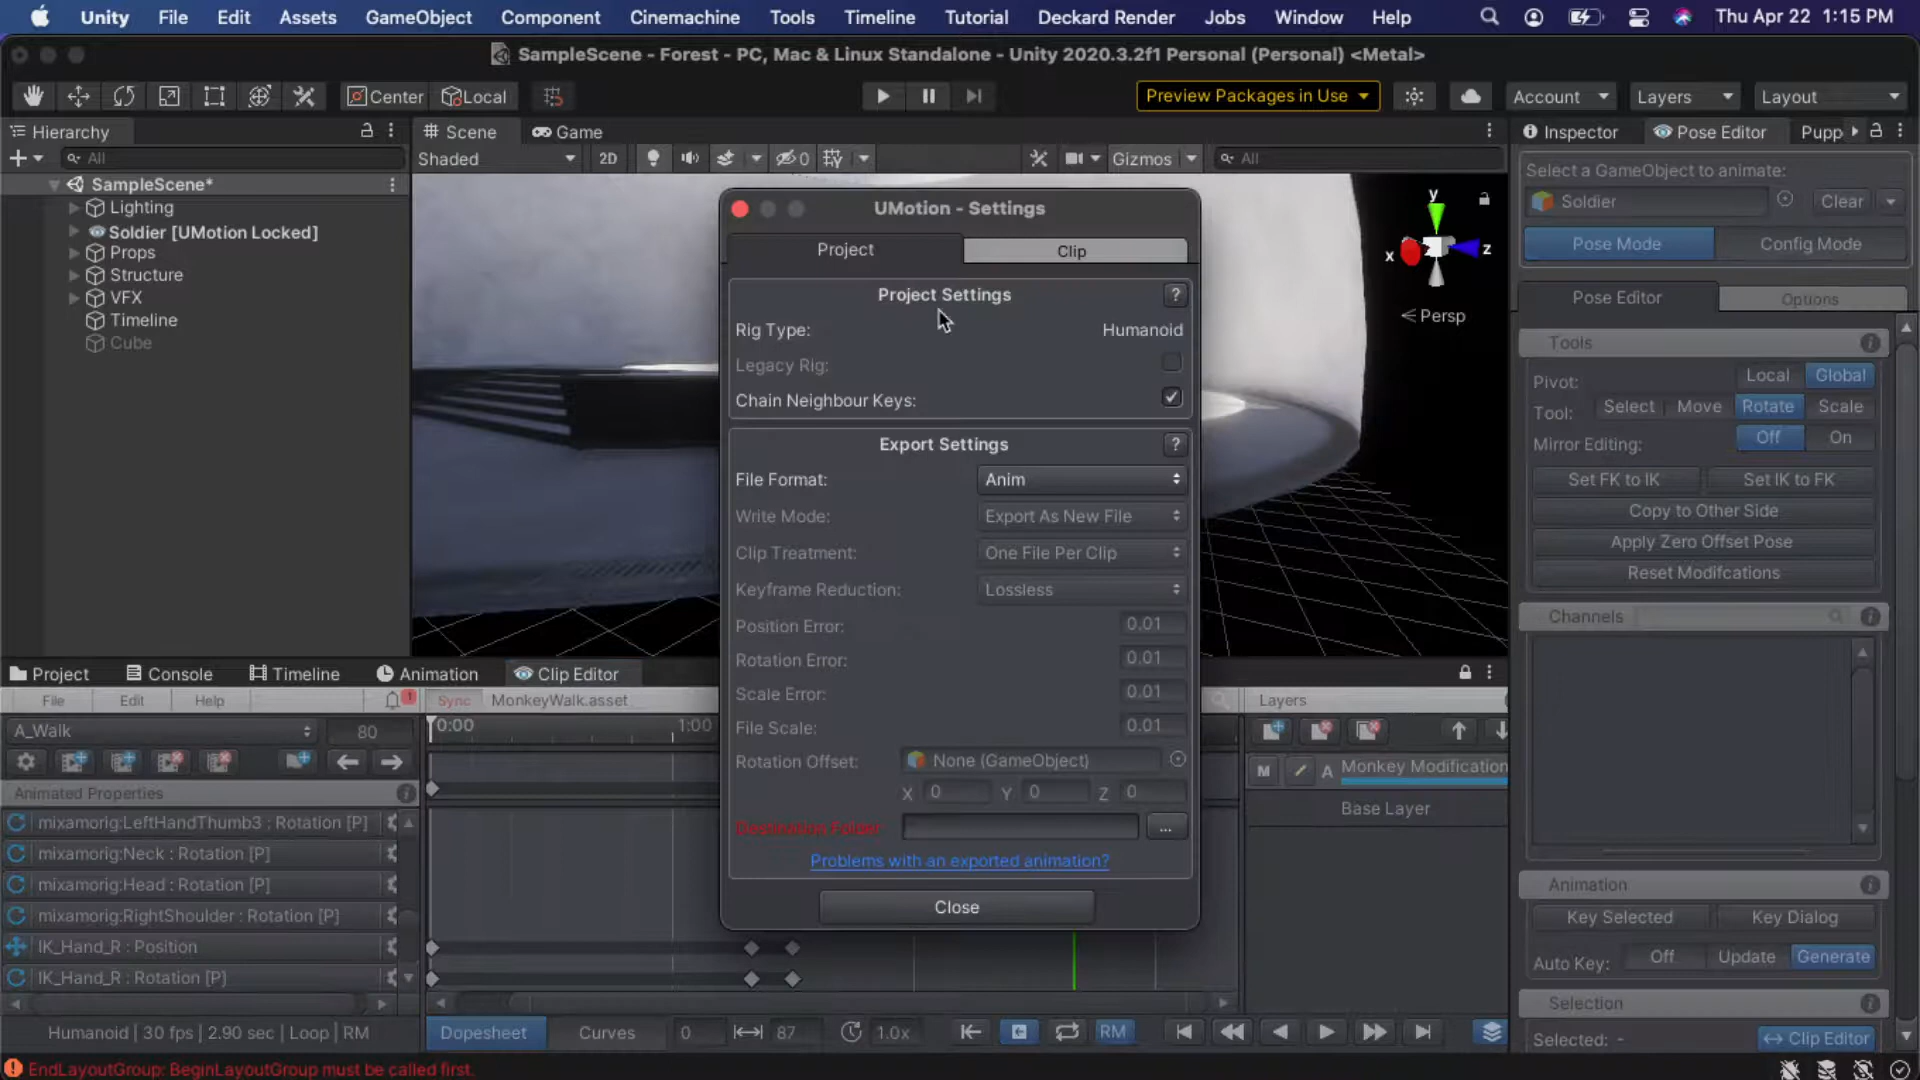 Unity File Edit Assets GameObject Component Cinemachine Tools Timeline Tutorial Deckard Render Jobs Window Help Thu Apr 22 1:15 PM
SampleScene - Forest - PC, Mac & Linux Standalone - Unity 2020.3.2f1 Personal (Personal) <Metal>
Center Local Preview Packages in Use Account Layers Layout
Hierarchy
All
SampleScene*
Lighting
Soldier [UMotion Locked]
Props
Structure
VFX
Timeline
Cube
Scene Game
Shaded 2D 0 Gizmos All
y
x z
Persp
UMotion - Settings
Project Clip
Project Settings ?
Rig Type: Humanoid
Legacy Rig:
Chain Neighbour Keys:
Export Settings ?
File Format: Anim
Write Mode: Export As New File
Clip Treatment: One File Per Clip
Keyframe Reduction: Lossless
Position Error: 0.01
Rotation Error: 0.01
Scale Error: 0.01
File Scale: 0.01
Rotation Offset: None (GameObject)
X 0 Y 0 Z 0
Destination Folder: ...
Problems with an exported animation?
Close
Inspector Pose Editor Pupp
Select a GameObject to animate:
Soldier Clear
Pose Mode Config Mode
Pose Editor Options
Tools
Pivot: Local Global
Tool: Select Move Rotate Scale
Mirror Editing: Off On
Set FK to IK Set IK to FK
Copy to Other Side
Apply Zero Offset Pose
Reset Modifcations
Channels
Animation
Key Selected Key Dialog
Auto Key: Off Update Generate
Selection
Selected: - Clip Editor
Project Console Timeline Animation Clip Editor
File Edit Help 1 Sync MonkeyWalk.asset
A_Walk 80 0:00 1:00
Animated Properties
mixamorig:LeftHandThumb3 : Rotation [P]
mixamorig:Neck : Rotation [P]
mixamorig:Head : Rotation [P]
mixamorig:RightShoulder : Rotation [P]
IK_Hand_R : Position
IK_Hand_R : Rotation [P]
Layers
M A Monkey Modification
Base Layer
Humanoid | 30 fps | 2.90 sec | Loop | RM Dopesheet Curves 0 87 1.0x RM
EndLayoutGroup: BeginLayoutGroup must be called first.